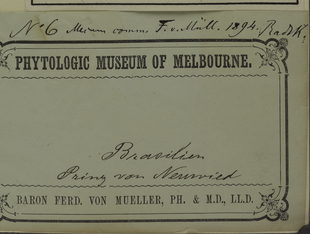 No 6 comm. F. v. Müll. 1894. RadlK.
PHYTOLOGIC MUSEUM OF MELBOURNE.
Brasilien
Prinz von Neuwied
BARON FERD. VON MUELLER, PH. & M.D., LL.D.